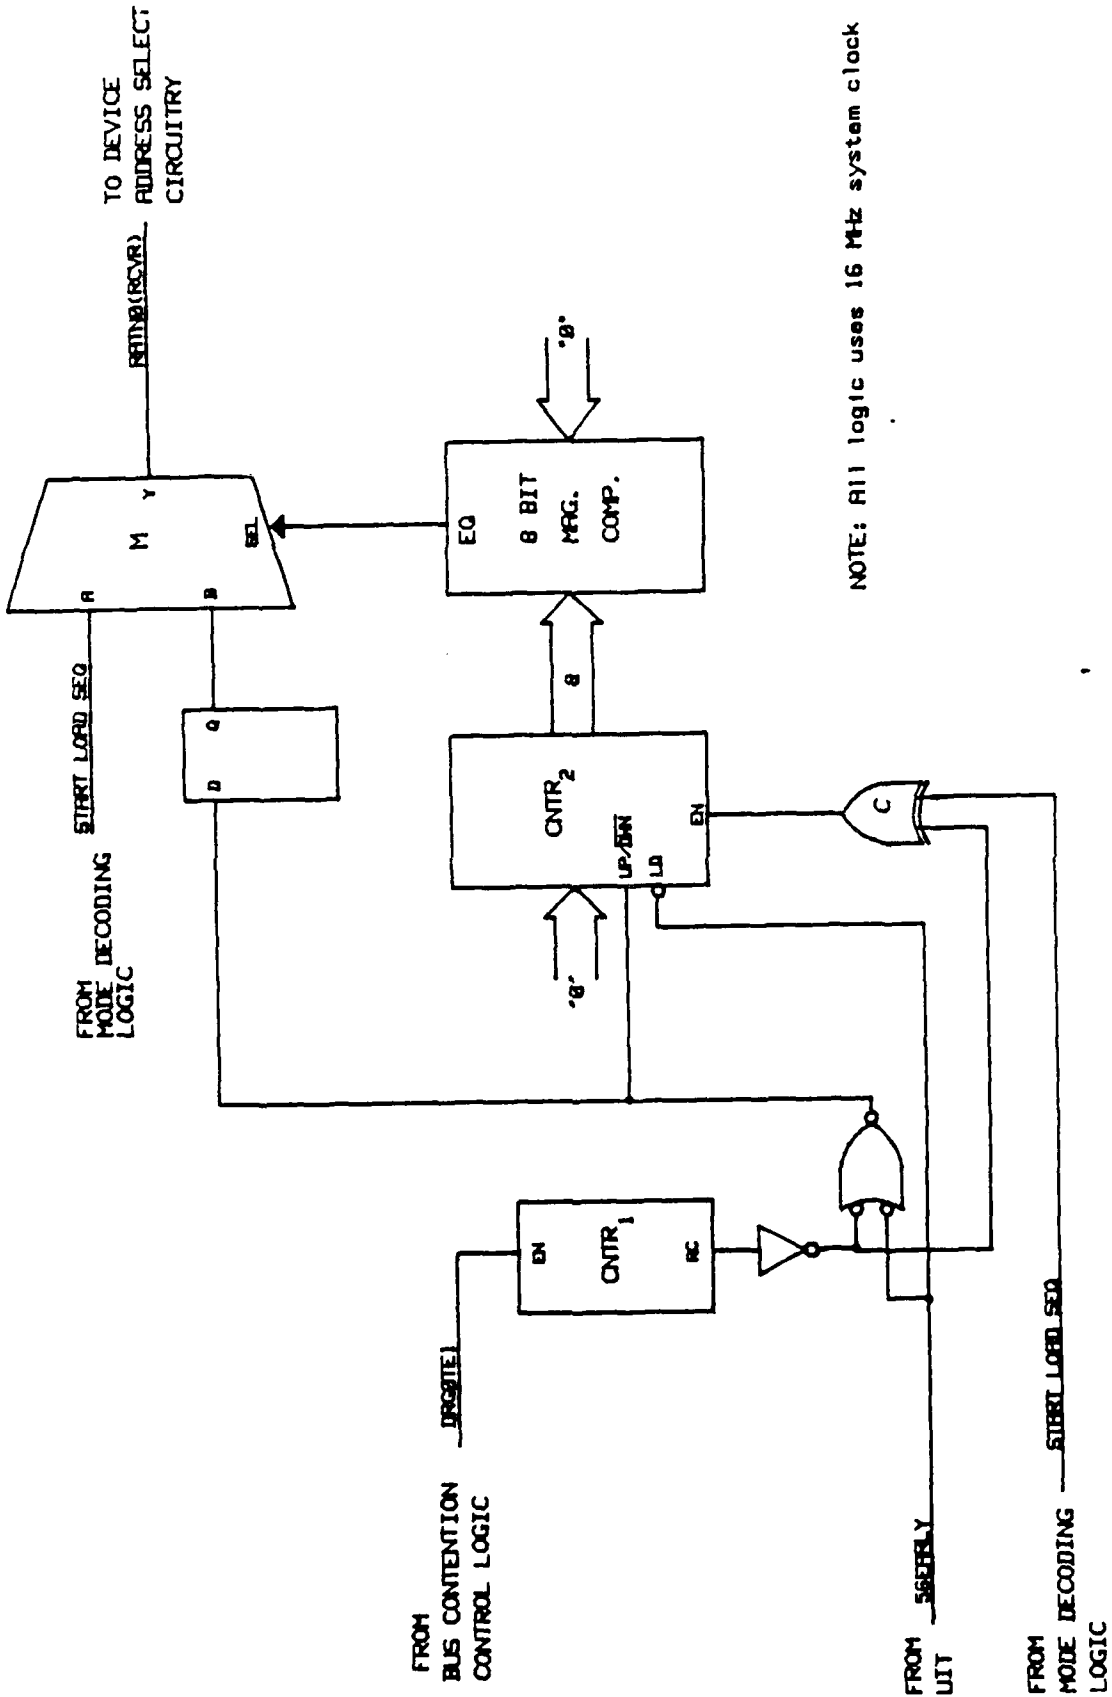 FROM
MODE DECODING
LOGIC
START LOAD SEQ
A
B
M
Y
SEL
TO DEVICE
ADDRESS SELECT
CIRCUITRY
D
Q
FROM
BUS CONTENTION
CONTROL LOGIC
EN
CNTR1
RC
"0"
CNTR2
UP/DWN
LD
EN
8
EQ
8 BIT
MAG.
COMP.
"0"
C
FROM
UIT
56EARLY
FROM
MODE DECODING
LOGIC
START LOAD SEQ
NOTE: All logic uses 16 MHz system clock